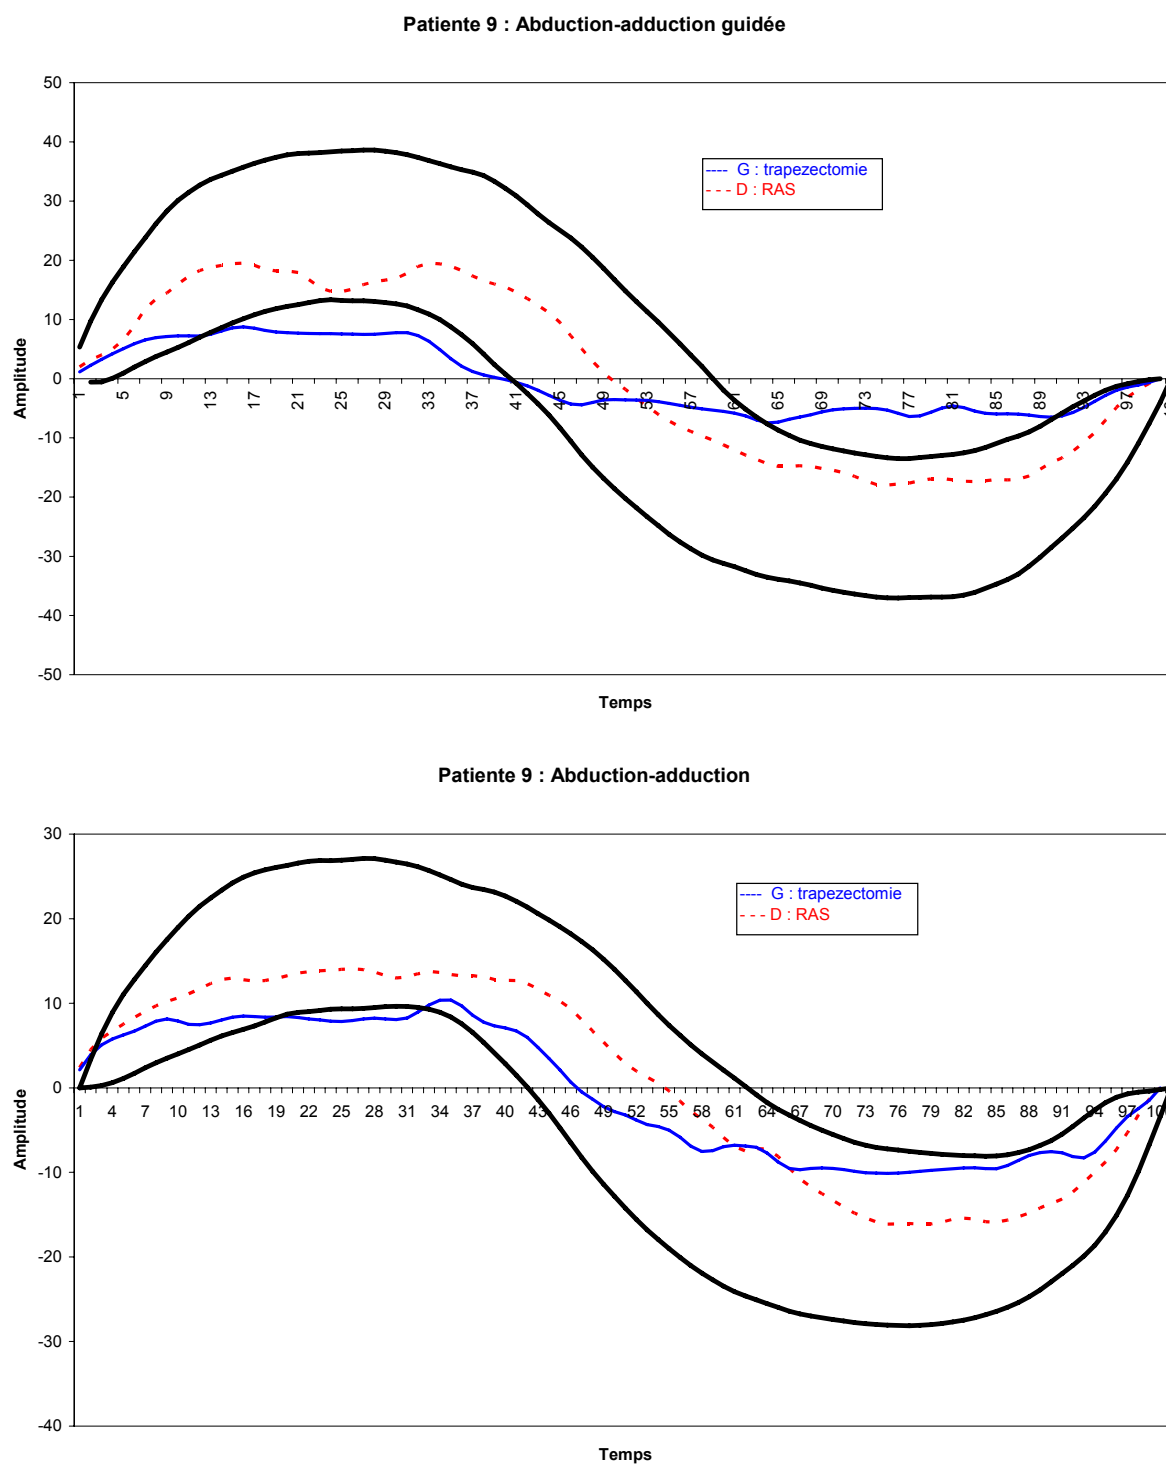 Patiente 9 : Abduction-adduction guidée
50
40
30
20
10
0
-10
-20
-30
-40
-50
Amplitude
---- G : trapezectomie
- - - D : RAS
1 5 9 13 17 21 25 29 33 37 41 45 49 53 57 61 65 69 73 77 81 85 89 93 97
Temps
Patiente 9 : Abduction-adduction
30
20
10
0
-10
-20
-30
-40
Amplitude
---- G : trapezectomie
- - - D : RAS
1 4 7 10 13 16 19 22 25 28 31 34 37 40 43 46 49 52 55 58 61 64 67 70 73 76 79 82 85 88 91 94 97
Temps